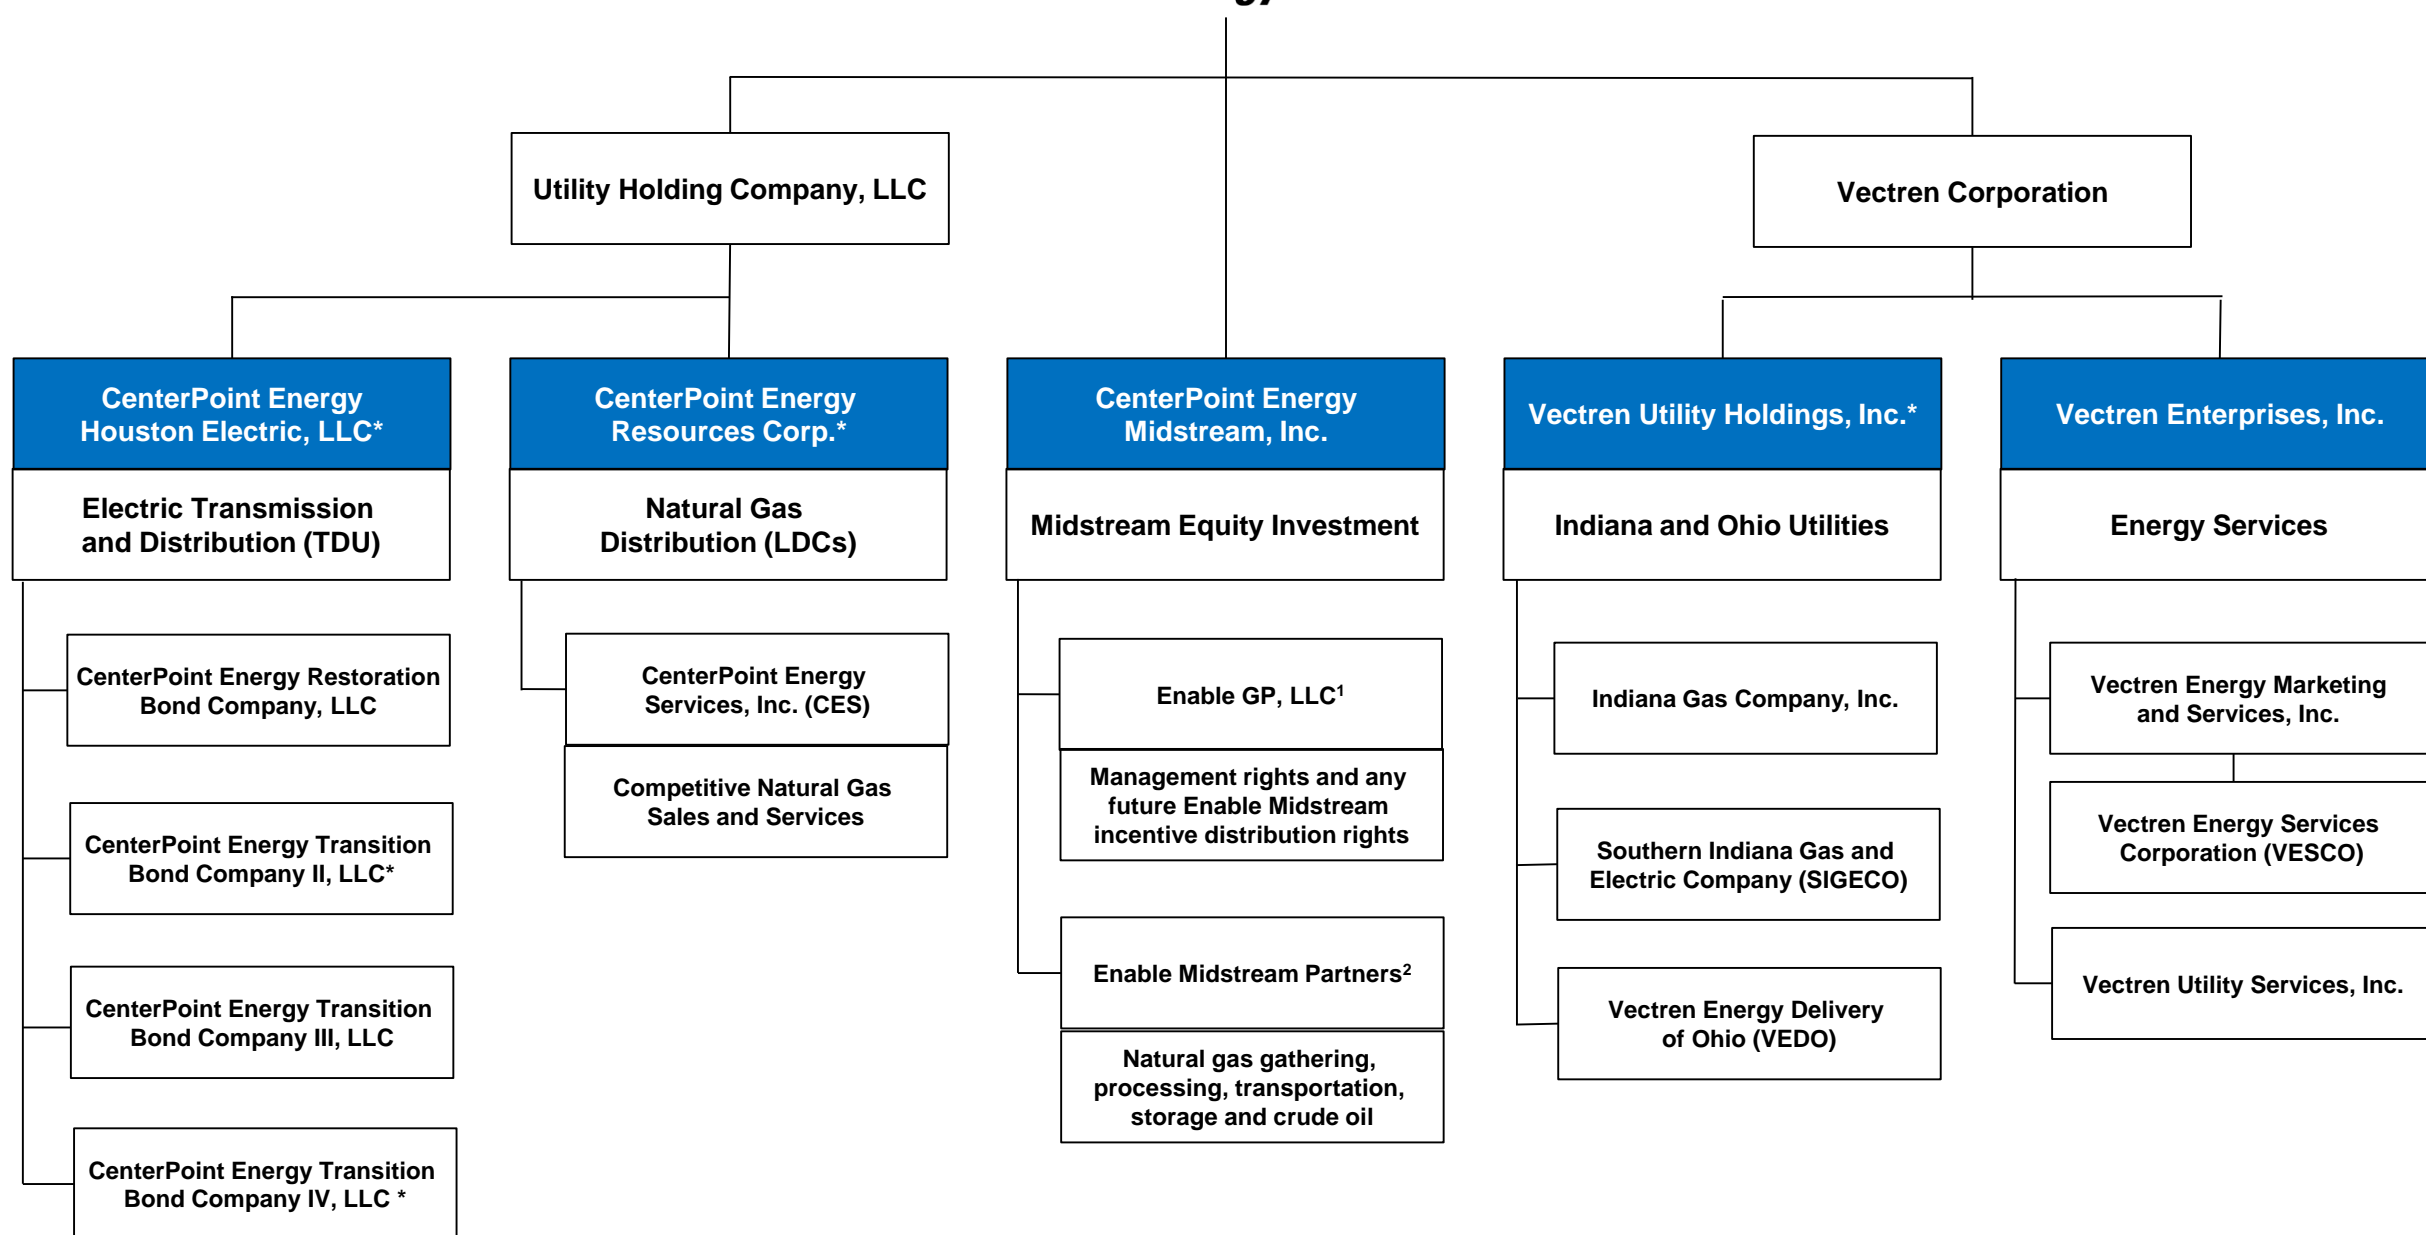 Utility Holding Company, LLC
Vectren Corporation
CenterPoint Energy
Houston Electric, LLC*
Electric Transmission
and Distribution (TDU)
CenterPoint Energy Restoration
Bond Company, LLC
CenterPoint Energy Transition
Bond Company II, LLC*
CenterPoint Energy Transition
Bond Company III, LLC
CenterPoint Energy Transition
Bond Company IV, LLC *
CenterPoint Energy
Resources Corp.*
Natural Gas
Distribution (LDCs)
CenterPoint Energy
Services, Inc. (CES)
Competitive Natural Gas
Sales and Services
CenterPoint Energy
Midstream, Inc.
Midstream Equity Investment
Enable GP, LLC¹
Management rights and any
future Enable Midstream
incentive distribution rights
Enable Midstream Partners²
Natural gas gathering,
processing, transportation,
storage and crude oil
Vectren Utility Holdings, Inc.*
Indiana and Ohio Utilities
Indiana Gas Company, Inc.
Southern Indiana Gas and
Electric Company (SIGECO)
Vectren Energy Delivery
of Ohio (VEDO)
Vectren Enterprises, Inc.
Energy Services
Vectren Energy Marketing
and Services, Inc.
Vectren Energy Services
Corporation (VESCO)
Vectren Utility Services, Inc.